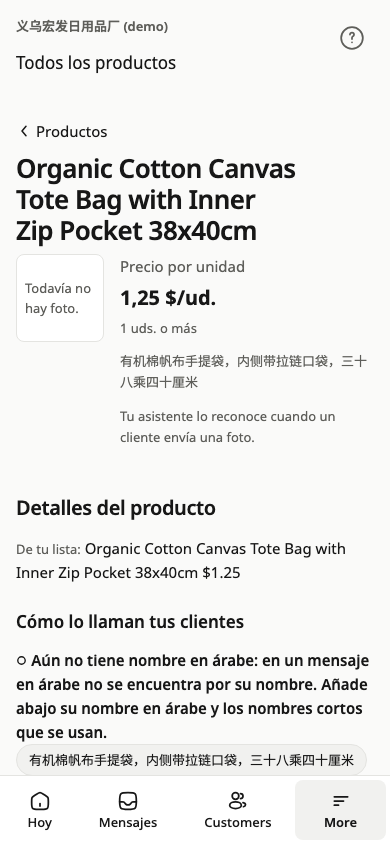 义乌宏发日用品厂 (demo)
Todos los productos
Productos
Organic Cotton Canvas
Tote Bag with Inner
Zip Pocket 38x40cm
Todavía no
hay foto.
Precio por unidad
1,25 $/ud.
1 uds. o más
有机棉帆布手提袋，内侧带拉链口袋，三十
八乘四十厘米
Tu asistente lo reconoce cuando un
cliente envía una foto.
Detalles del producto
De tu lista: Organic Cotton Canvas Tote Bag with
Inner Zip Pocket 38x40cm $1.25
Cómo lo llaman tus clientes
Aún no tiene nombre en árabe: en un mensaje
en árabe no se encuentra por su nombre. Añade
abajo su nombre en árabe y los nombres cortos
que se usan.
有机棉帆布手提袋，内侧带拉链口袋，三十八乘四十厘米
Hoy
Mensajes
Customers
More